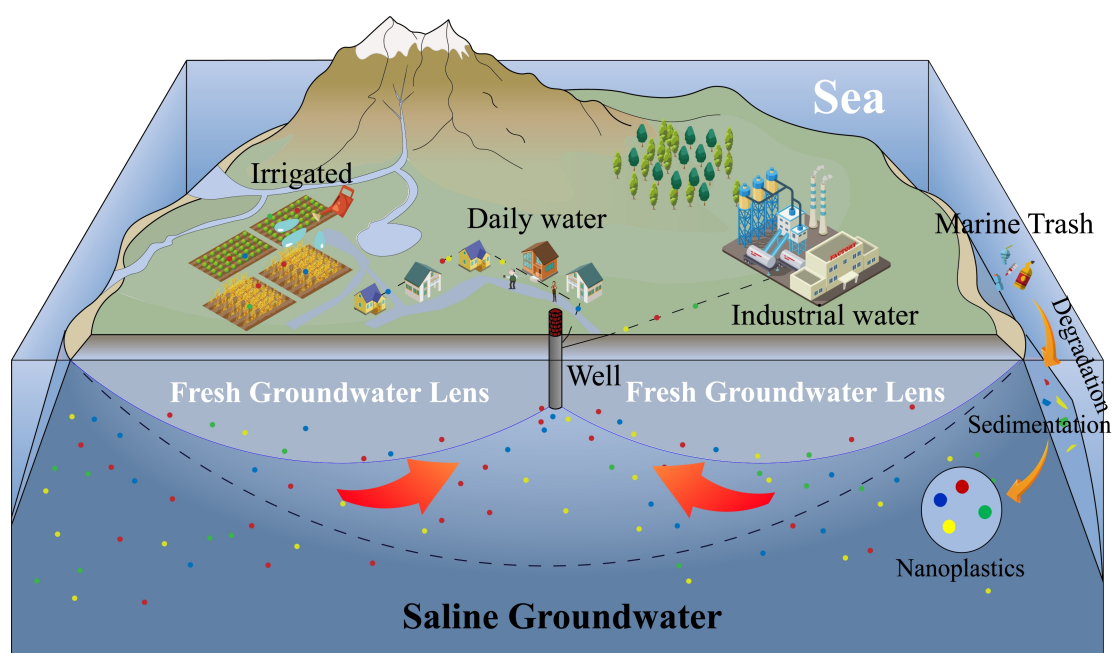 Sea
Irrigated
Daily water
Marine Trash
FACTORY
Industrial water
Degradation
Well
Fresh Groundwater Lens
Fresh Groundwater Lens
Sedimentation
Nanoplastics
Saline Groundwater